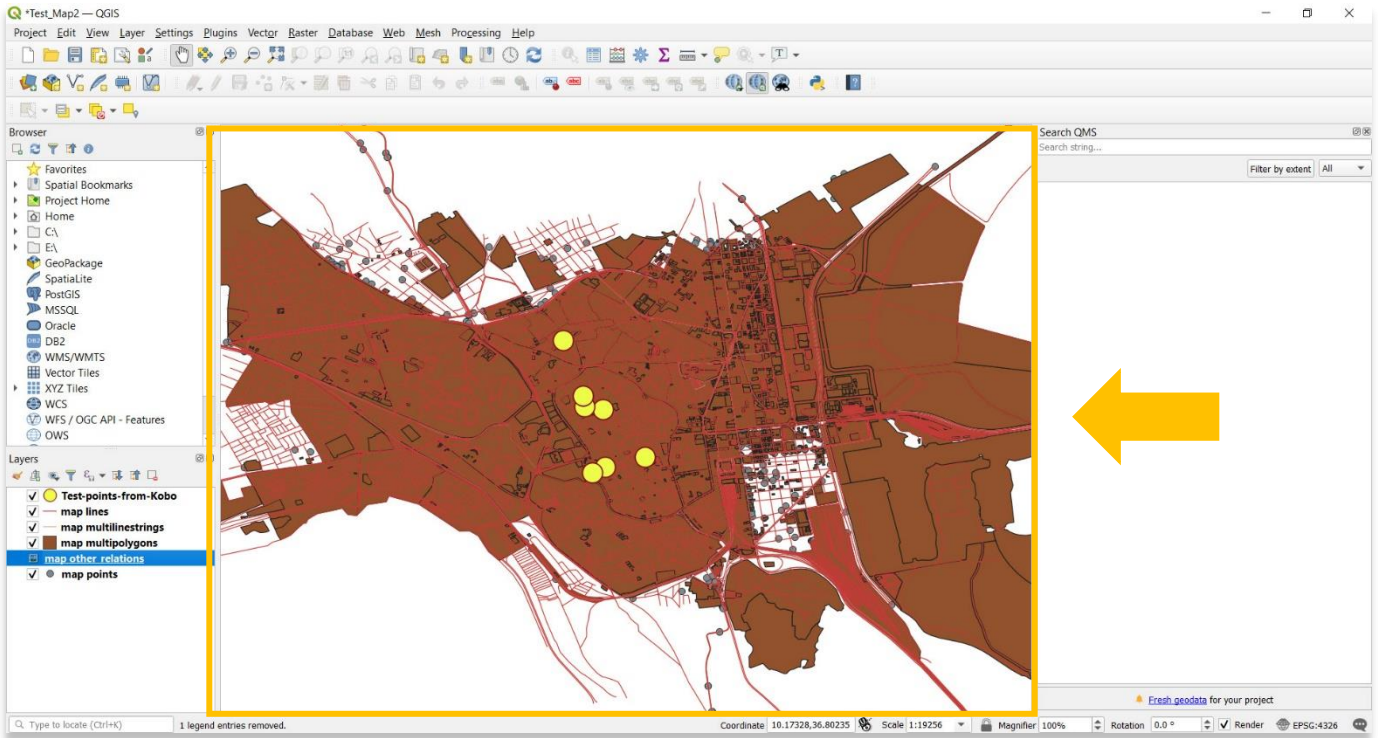 *Test_Map2 — QGIS
Project Edit View Layer Settings Plugins Vector Raster Database Web Mesh Processing Help
Browser
Favorites
Spatial Bookmarks
Project Home
Home
C:\
E:\
GeoPackage
SpatiaLite
PostGIS
MSSQL
Oracle
DB2 DB2
WMS/WMTS
Vector Tiles
XYZ Tiles
WCS
WFS / OGC API - Features
OWS
Layers
Test-points-from-Kobo
map lines
map multilinestrings
map multipolygons
map other relations
map points
Search QMS
Search string...
Filter by extent All
Fresh geodata for your project
Type to locate (Ctrl+K) 1 legend entries removed. Coordinate 10.17328,36.80235 Scale 1:19256 Magnifier 100% Rotation 0.0 ° Render EPSG:4326